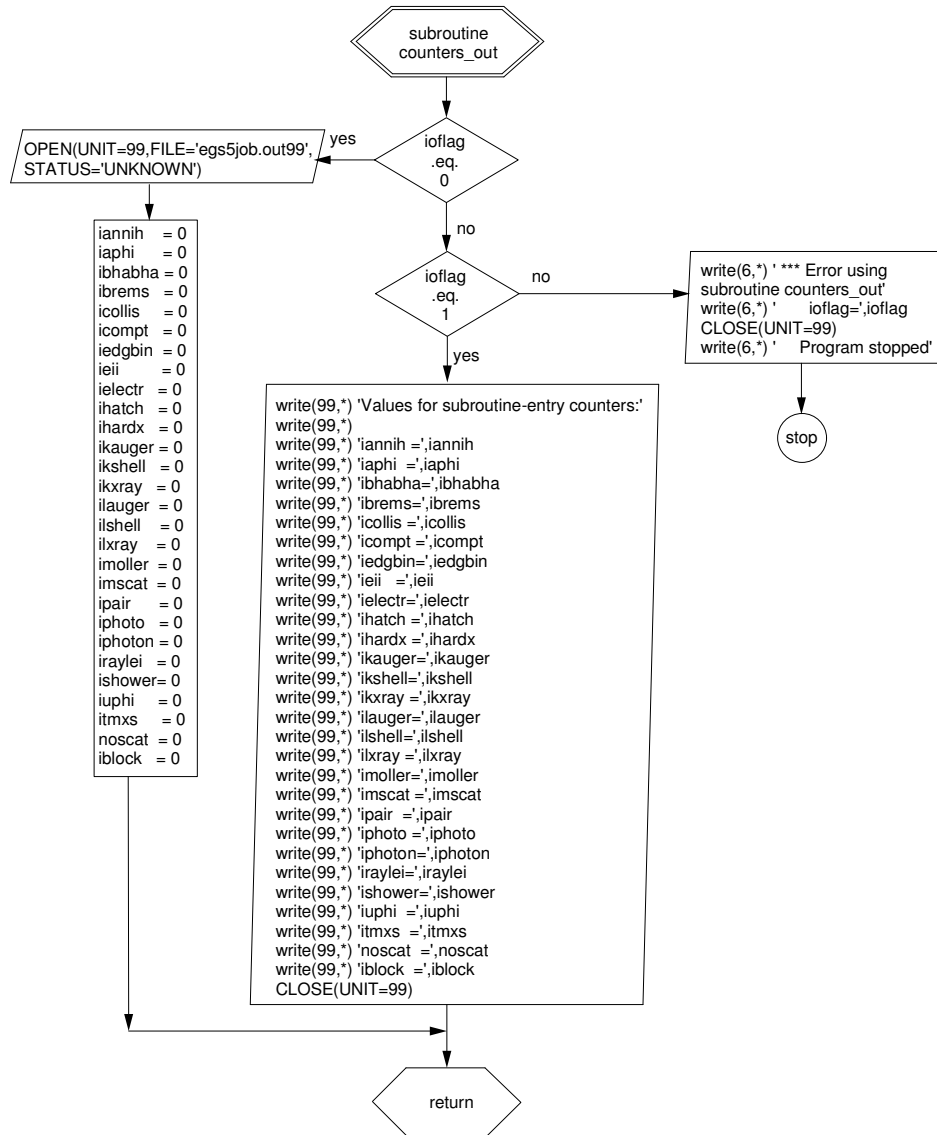 subroutine
counters_out
ioflag
.eq.
0
yes
OPEN(UNIT=99,FILE='egs5job.out99',
STATUS='UNKNOWN')
iannih = 0
iaphi = 0
ibhabha = 0
ibrems = 0
icollis = 0
icompt = 0
iedgbin = 0
ieii = 0
ielectr = 0
ihatch = 0
ihardx = 0
ikauger = 0
ikshell = 0
ikxray = 0
ilauger = 0
ilshell = 0
ilxray = 0
imoller = 0
imscat = 0
ipair = 0
iphoto = 0
iphoton = 0
iraylei = 0
ishower= 0
iuphi = 0
itmxs = 0
noscat = 0
iblock = 0
no
ioflag
.eq.
1
no
write(6,*) ' *** Error using
subroutine counters_out'
write(6,*) ' ioflag=',ioflag
CLOSE(UNIT=99)
write(6,*) ' Program stopped'
stop
yes
write(99,*) 'Values for subroutine-entry counters:'
write(99,*)
write(99,*) 'iannih =',iannih
write(99,*) 'iaphi =',iaphi
write(99,*) 'ibhabha=',ibhabha
write(99,*) 'ibrems=',ibrems
write(99,*) 'icollis =',icollis
write(99,*) 'icompt =',icompt
write(99,*) 'iedgbin=',iedgbin
write(99,*) 'ieii =',ieii
write(99,*) 'ielectr=',ielectr
write(99,*) 'ihatch =',ihatch
write(99,*) 'ihardx =',ihardx
write(99,*) 'ikauger=',ikauger
write(99,*) 'ikshell=',ikshell
write(99,*) 'ikxray =',ikxray
write(99,*) 'ilauger=',ilauger
write(99,*) 'ilshell=',ilshell
write(99,*) 'ilxray =',ilxray
write(99,*) 'imoller=',imoller
write(99,*) 'imscat =',imscat
write(99,*) 'ipair =',ipair
write(99,*) 'iphoto =',iphoto
write(99,*) 'iphoton=',iphoton
write(99,*) 'iraylei=',iraylei
write(99,*) 'ishower=',ishower
write(99,*) 'iuphi =',iuphi
write(99,*) 'itmxs =',itmxs
write(99,*) 'noscat =',noscat
write(99,*) 'iblock =',iblock
CLOSE(UNIT=99)
return